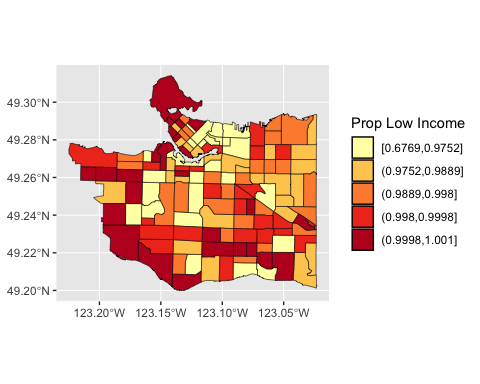 49.30°N
49.28°N
49.26°N
49.24°N
49.22°N
49.20°N
123.20°W 123.15°W 123.10°W 123.05°W
Prop Low Income
[0.6769,0.9752]
(0.9752,0.9889]
(0.9889,0.998]
(0.998,0.9998]
(0.9998,1.001]